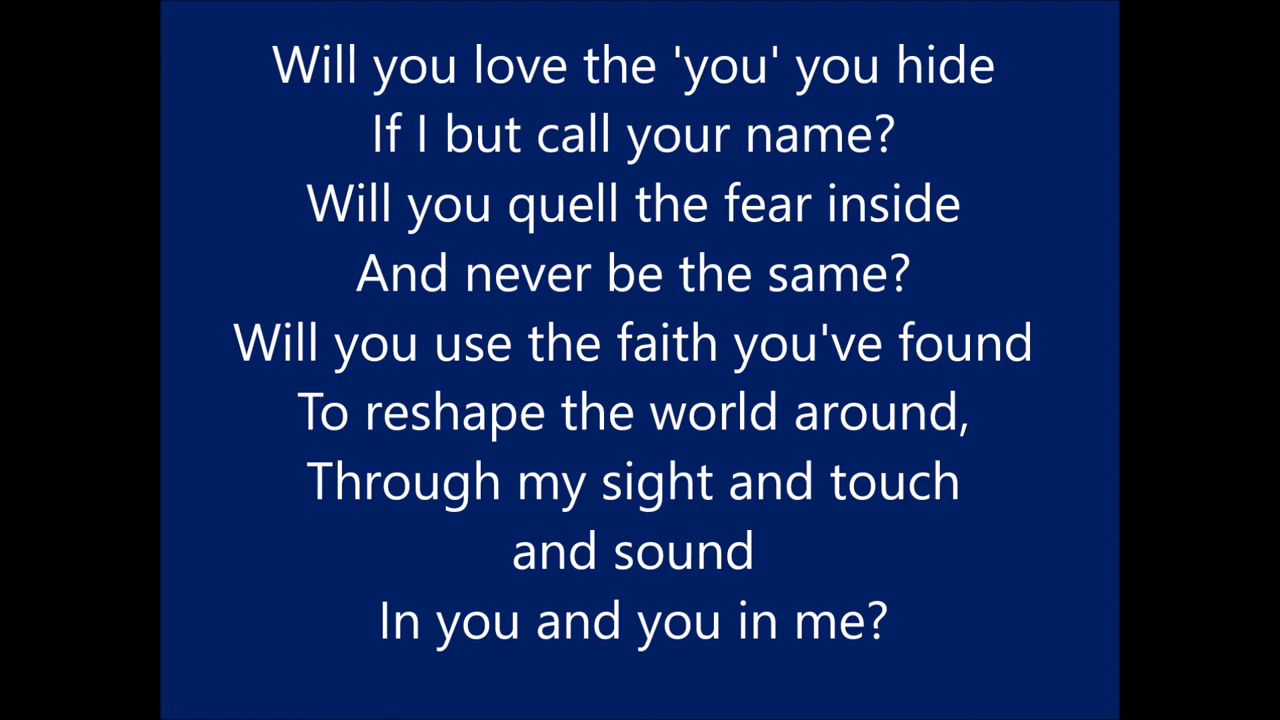 Will you love the 'you' you hide
If I but call your name?
Will you quell the fear inside
And never be the same?
Will you use the faith you've found
To reshape the world around,
Through my sight and touch
and sound
In you and you in me?